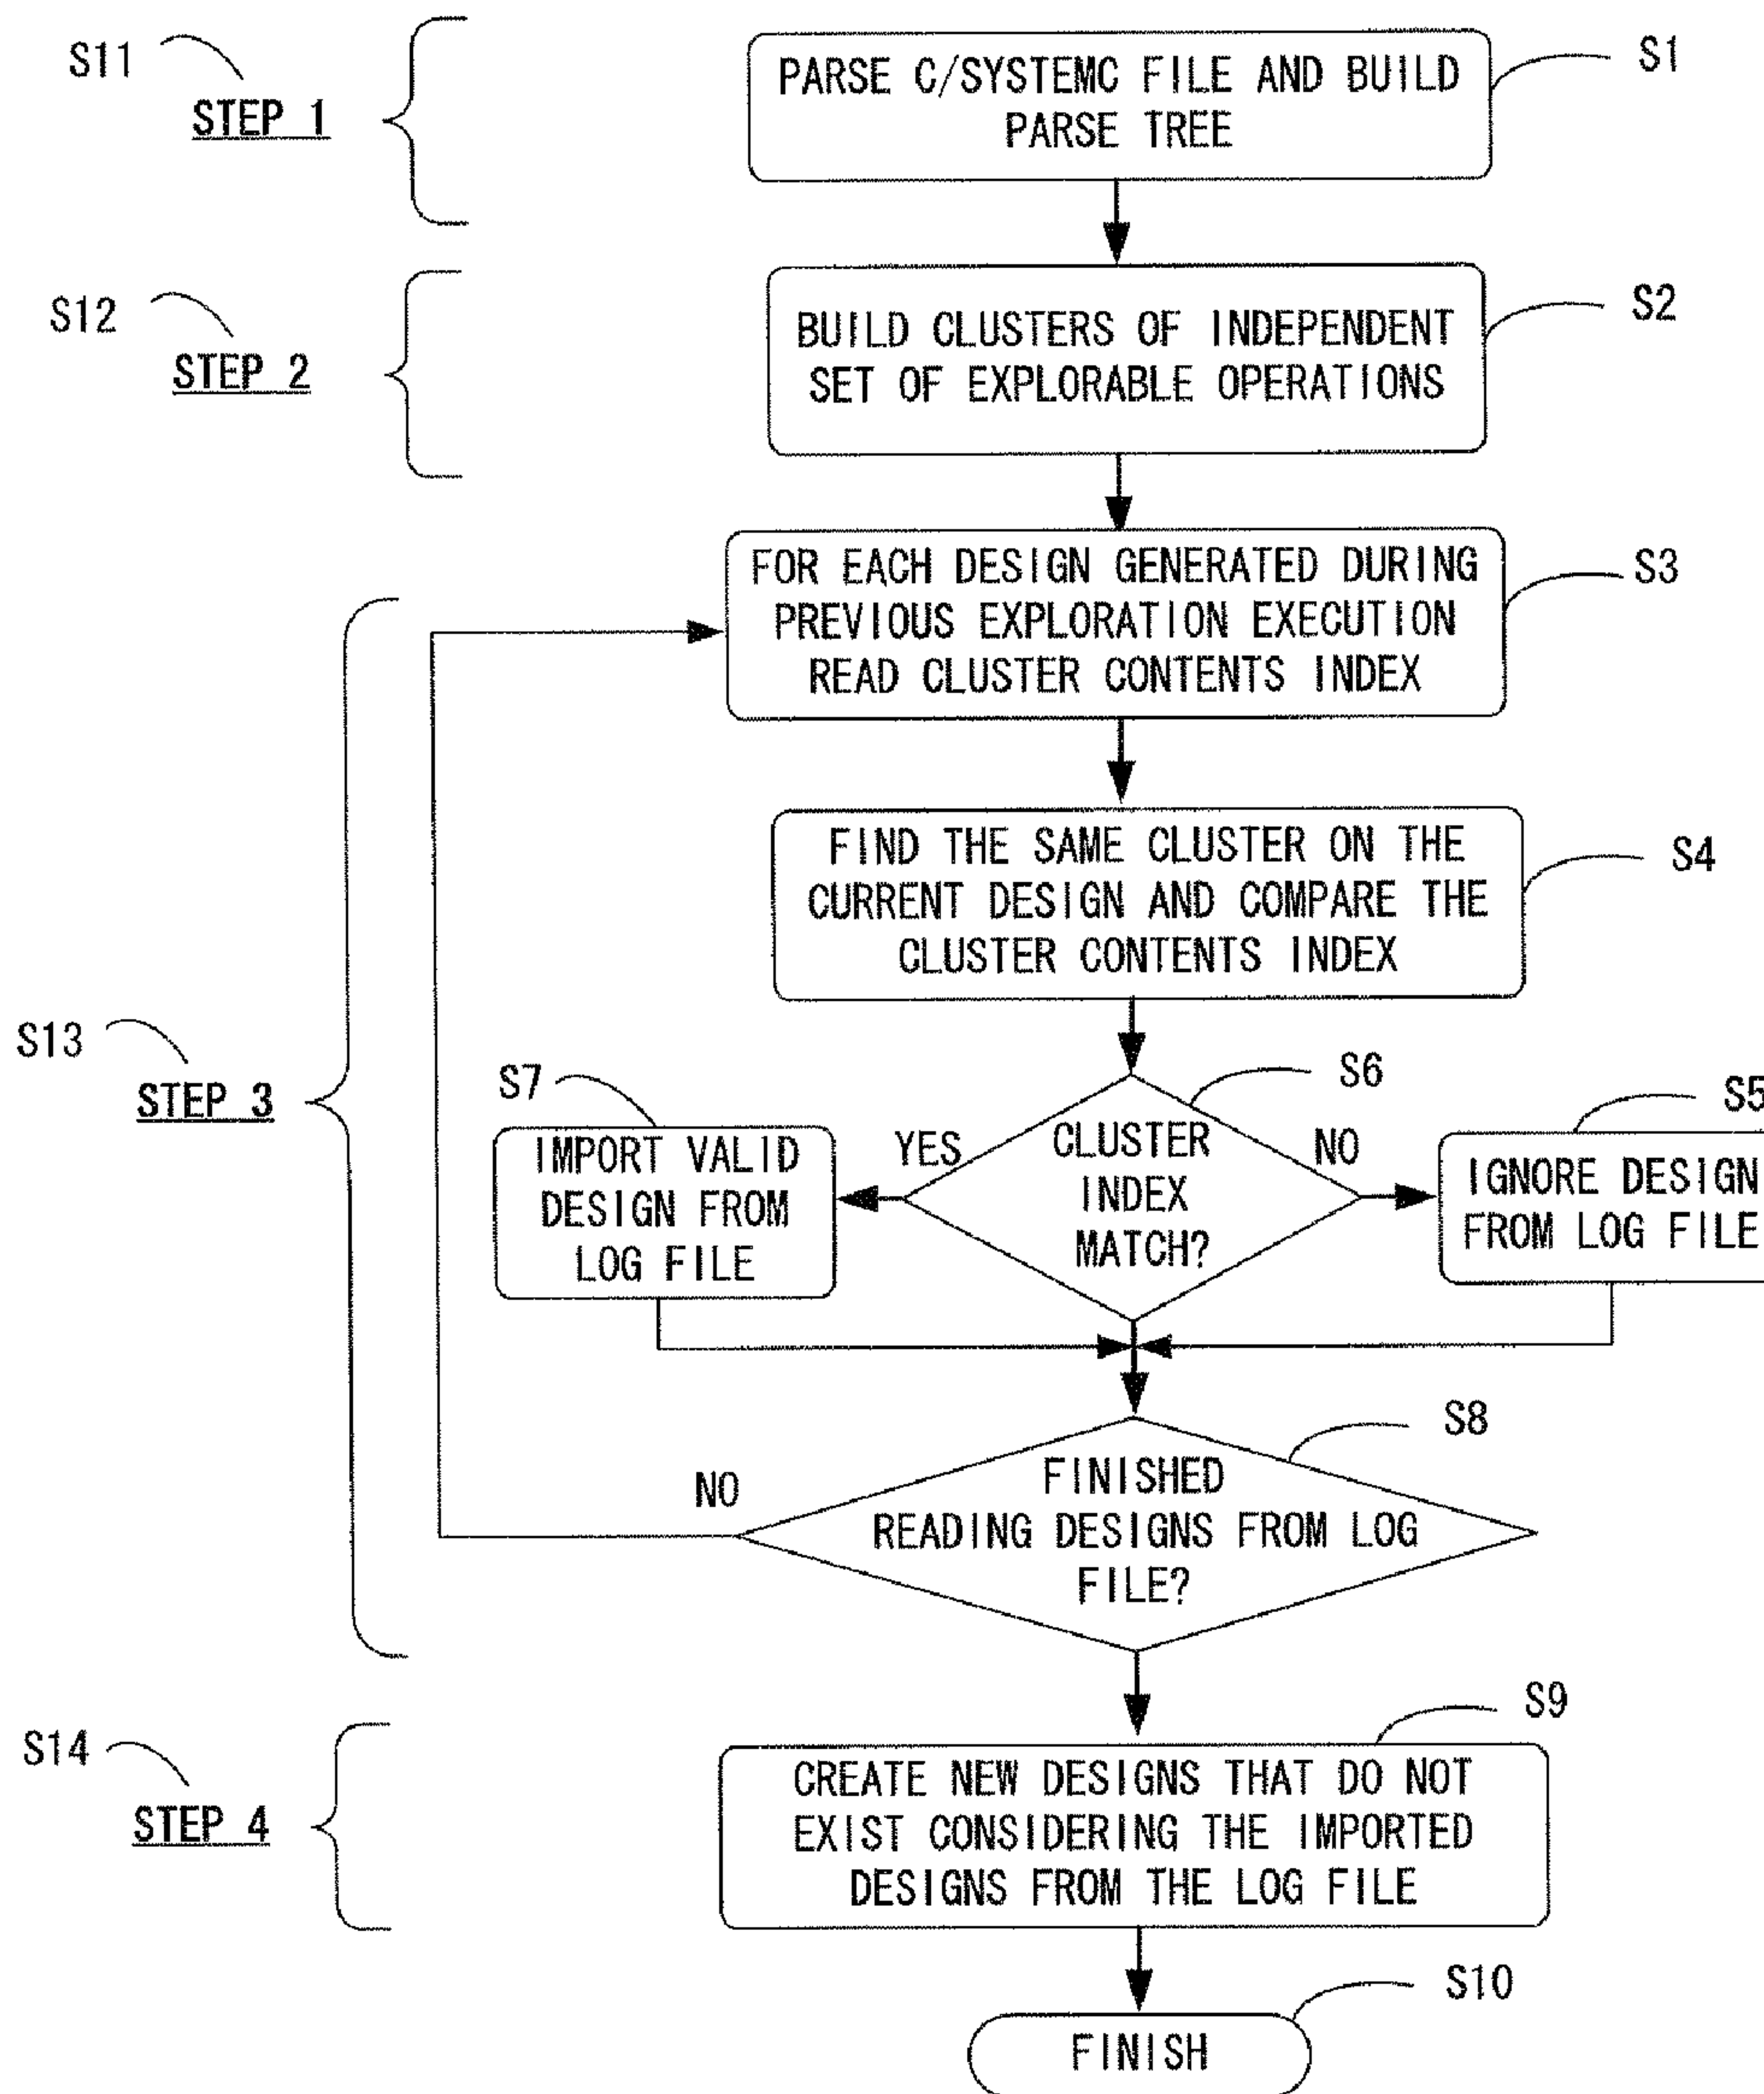 S11
STEP 1
PARSE C/SYSTEMC FILE AND BUILD
PARSE TREE
S1
S12
STEP 2
BUILD CLUSTERS OF INDEPENDENT
SET OF EXPLORABLE OPERATIONS
S2
FOR EACH DESIGN GENERATED DURING
PREVIOUS EXPLORATION EXECUTION
READ CLUSTER CONTENTS INDEX
S3
FIND THE SAME CLUSTER ON THE
CURRENT DESIGN AND COMPARE THE
CLUSTER CONTENTS INDEX
S4
S13
STEP 3
S7
IMPORT VALID
DESIGN FROM
LOG FILE
YES
CLUSTER
INDEX
MATCH?
S6
NO
S5
IGNORE DESIGN
FROM LOG FILE
S8
NO
FINISHED
READING DESIGNS FROM LOG
FILE?
S14
STEP 4
S9
CREATE NEW DESIGNS THAT DO NOT
EXIST CONSIDERING THE IMPORTED
DESIGNS FROM THE LOG FILE
S10
FINISH